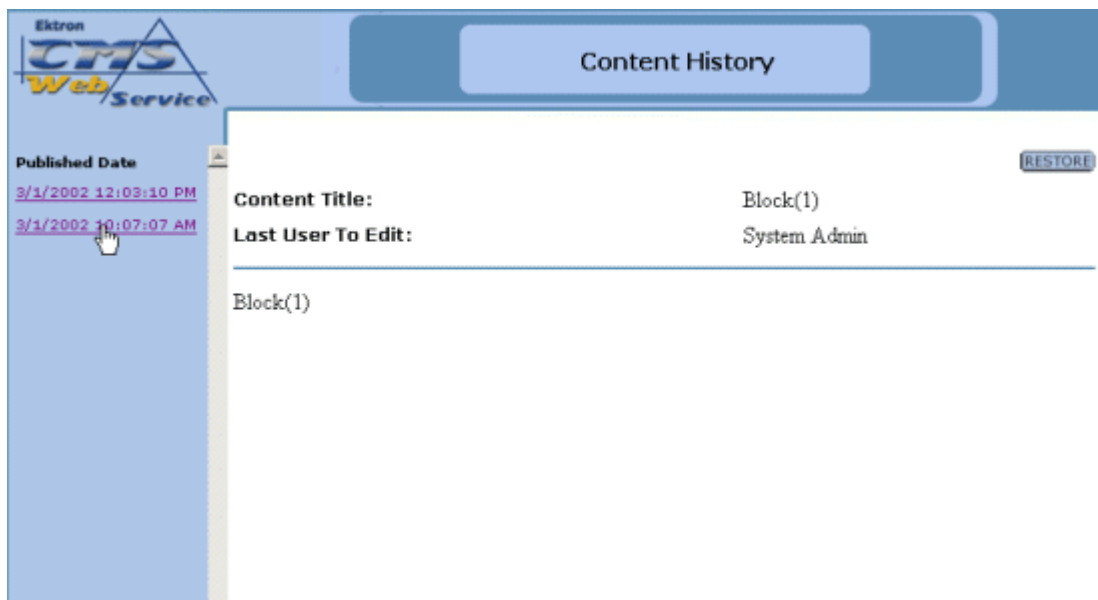 Ektron
CMS
Web
Service
Content History
Published Date
3/1/2002 12:03:10 PM
3/1/2002 10:07:07 AM
RESTORE
Content Title: Block(1)
Last User To Edit: System Admin
Block(1)